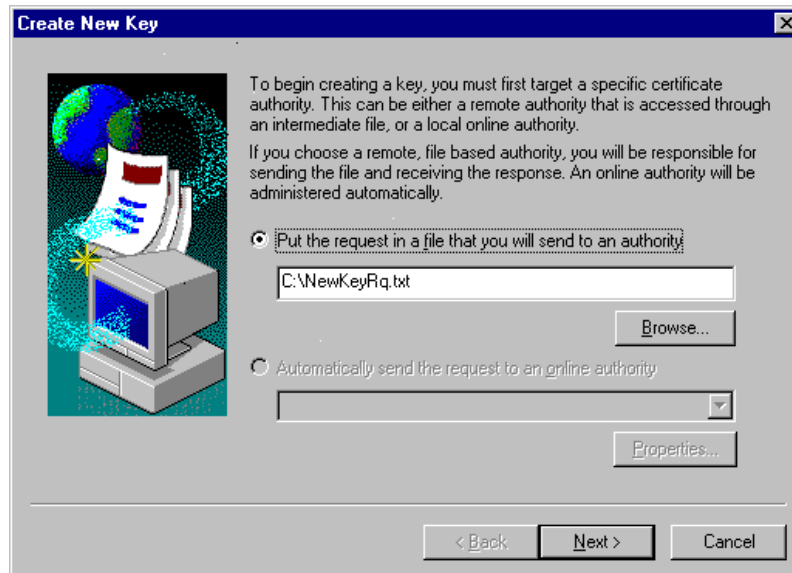 Create New Key
To begin creating a key, you must first target a specific certificate
authority. This can be either a remote authority that is accessed through
an intermediate file, or a local online authority.
If you choose a remote, file based authority, you will be responsible for
sending the file and receiving the response. An online authority will be
administered automatically.
Put the request in a file that you will send to an authority
C:\NewKeyRq.txt
Browse...
Automatically send the request to an online authority
Properties...
< Back
Next >
Cancel